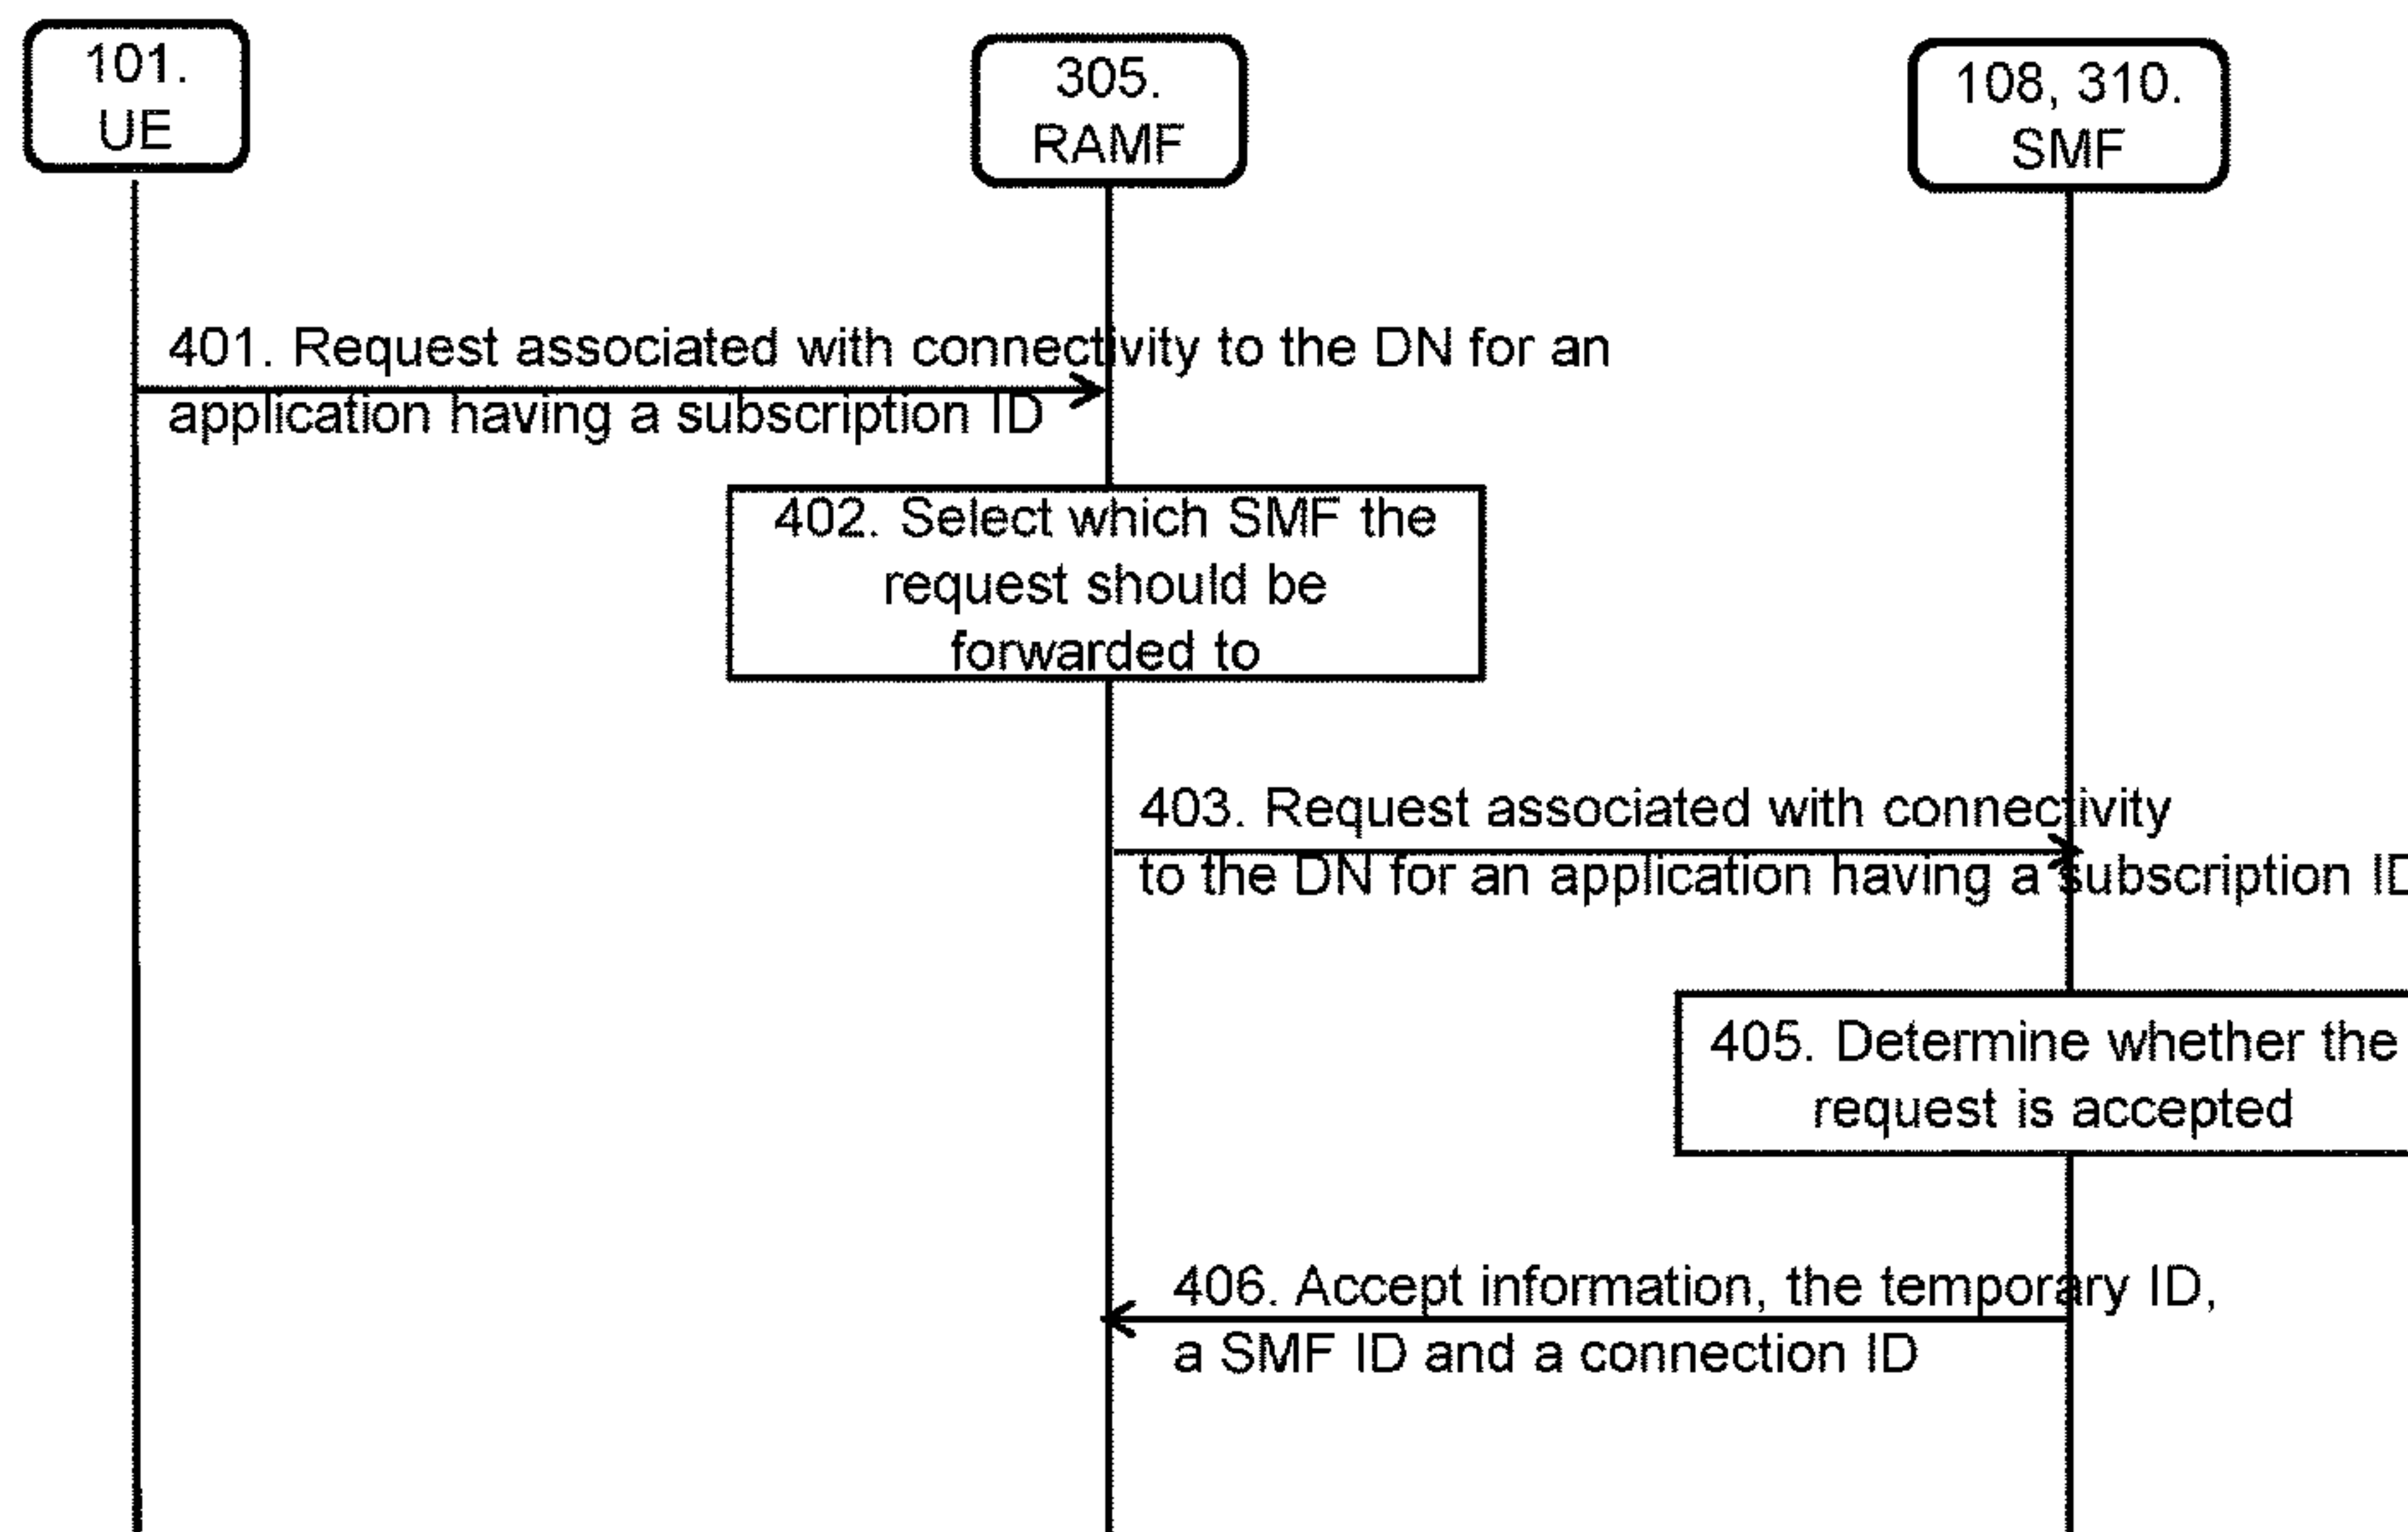 101.
UE
305.
RAMF
108, 310.
SMF
401. Request associated with connectivity to the DN for an
application having a subscription ID
402. Select which SMF the
request should be
forwarded to
403. Request associated with connectivity
to the DN for an application having a subscription ID
405. Determine whether the
request is accepted
406. Accept information, the temporary ID,
a SMF ID and a connection ID